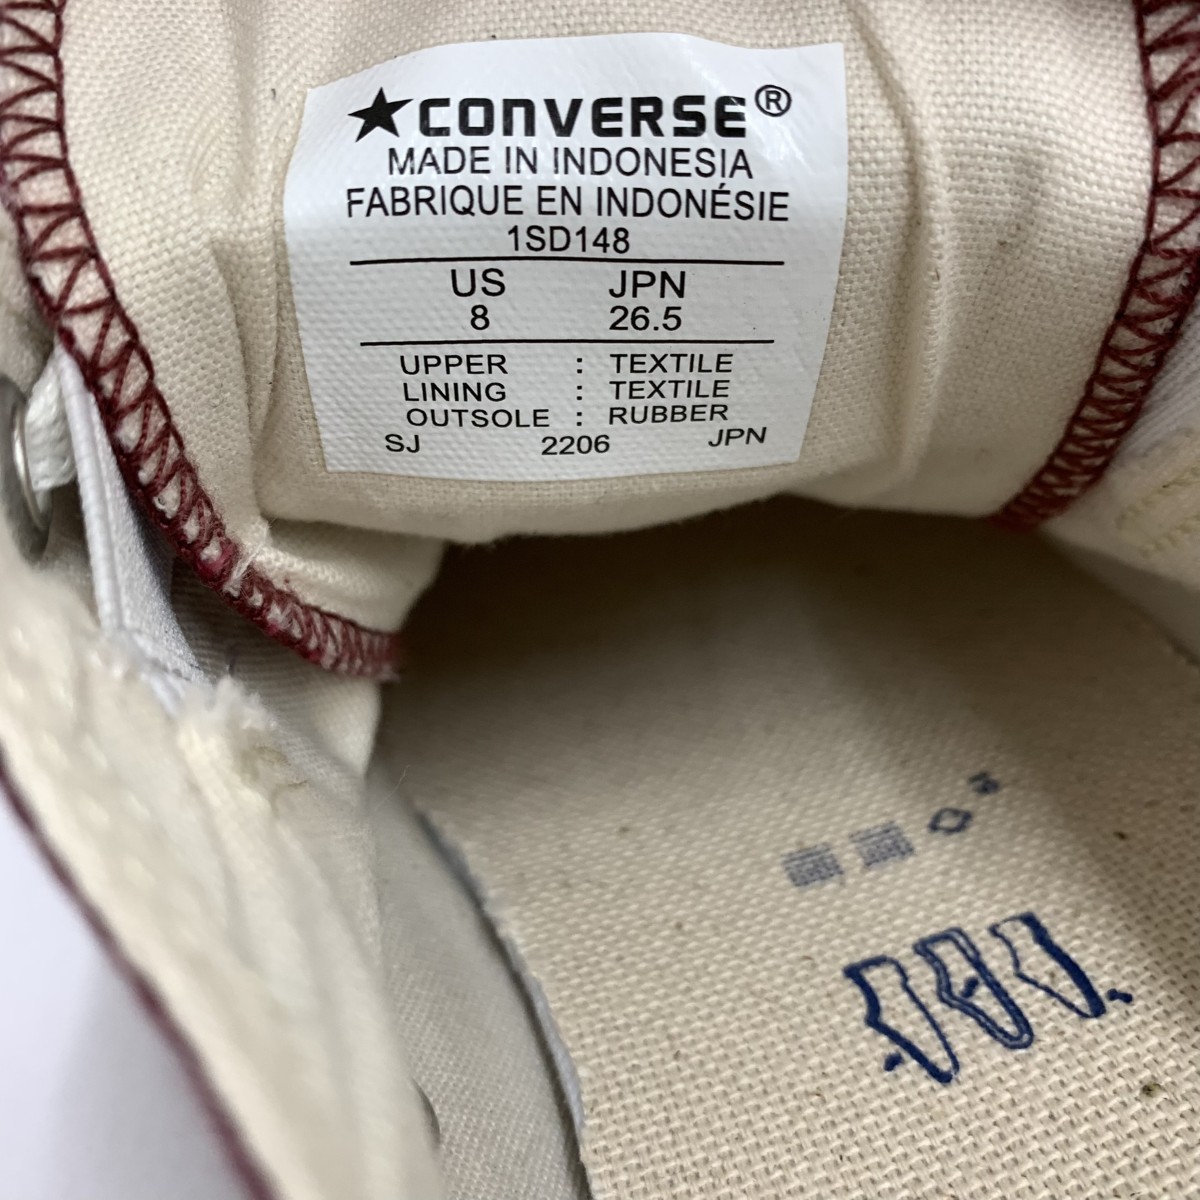 ★CONVERSE®
MADE IN INDONESIA
FABRIQUE EN INDONÉSIE
1SD148
US JPN
8 26.5
UPPER : TEXTILE
LINING : TEXTILE
OUTSOLE : RUBBER
SJ 2206 JPN